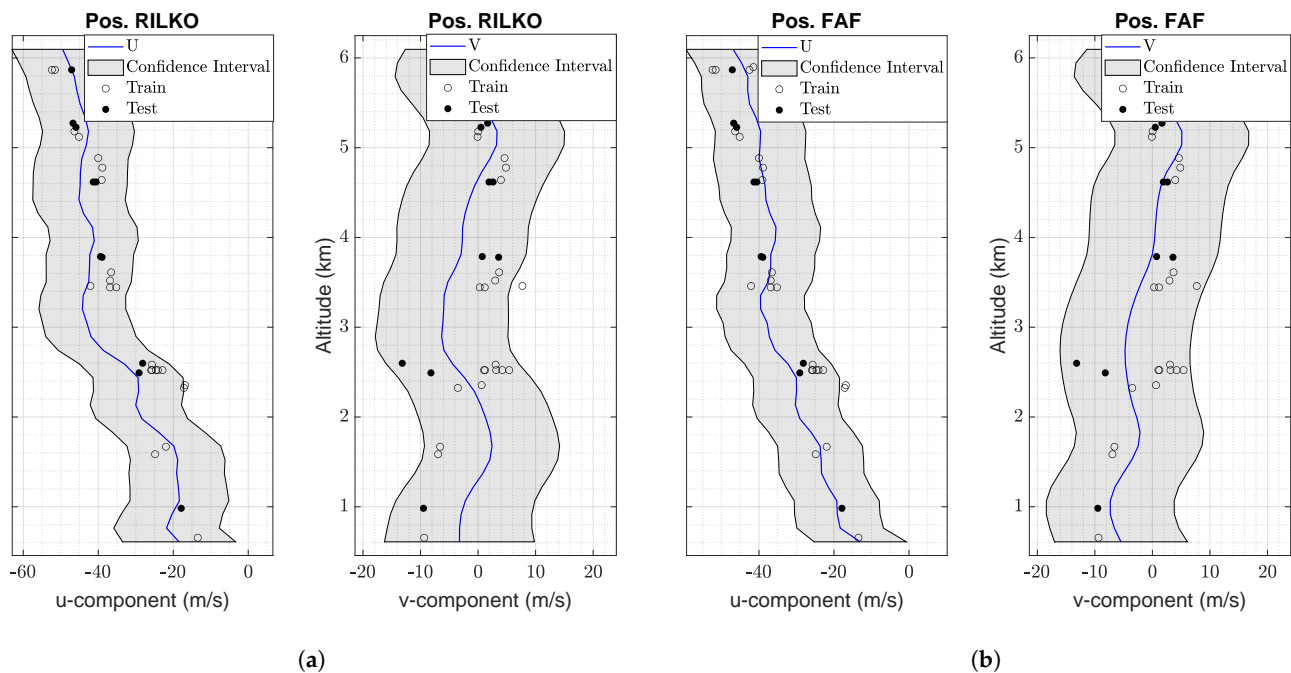 Pos. RILKO
U
Confidence Interval
Train
Test
-60
-40
-20
0
u-component (m/s)
Pos. RILKO
V
Confidence Interval
Train
Test
6
5
4
3
2
1
Altitude (km)
-20
-10
0
10
20
v-component (m/s)
(a)
Pos. FAF
U
Confidence Interval
Train
Test
-40
-20
0
u-component (m/s)
Pos. FAF
V
Confidence Interval
Train
Test
6
5
4
3
2
1
Altitude (km)
-20
-10
0
10
20
v-component (m/s)
(b)